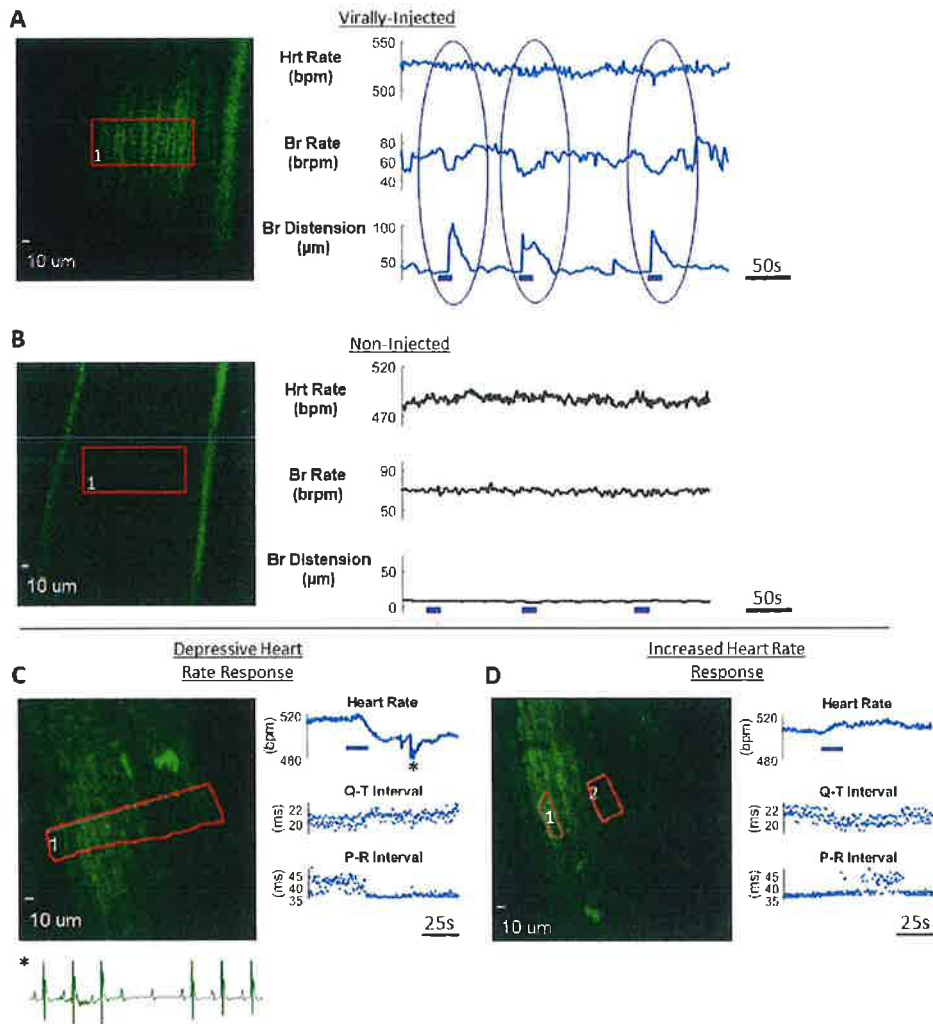 A
Virally-Injected
1
10 um
Hrt Rate
(bpm)
550
500
Br Rate
(brpm)
80
60
40
Br Distension
(µm)
100
50
50s
B
Non-Injected
1
10 um
Hrt Rate
(bpm)
520
470
Br Rate
(brpm)
90
50
Br Distension
(µm)
50
0
50s
Depressive Heart
Rate Response
C
1
10 um
Heart Rate
(bpm)
520
480
*
Q-T Interval
(ms)
22
20
P-R Interval
(ms)
45
40
35
25s
*
Increased Heart Rate
Response
D
1
2
10 um
Heart Rate
(bpm)
520
480
Q-T Interval
(ms)
22
20
P-R Interval
(ms)
45
40
35
25s